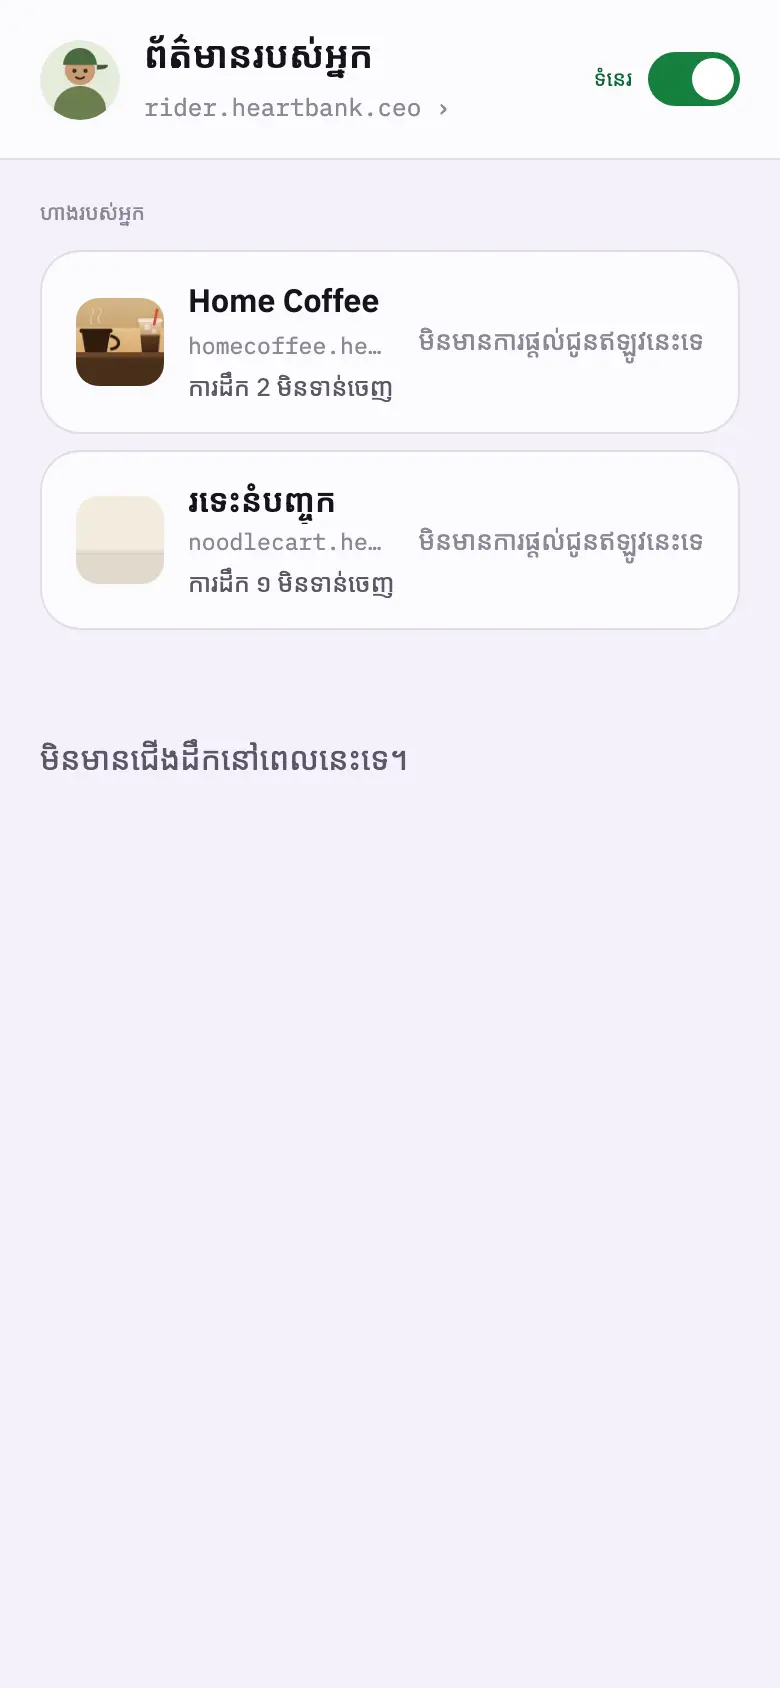 ព័ត៌មានរបស់អ្នក
rider.heartbank.ceo ›
ទំនេរ
ហាងរបស់អ្នក
Home Coffee
homecoffee.he…
ការដឹក 2 មិនទាន់ចេញ
មិនមានការផ្តល់ជូនឥឡូវនេះទេ
រទេះនំបញ្ចុក
noodlecart.he…
ការដឹក ១ មិនទាន់ចេញ
មិនមានការផ្តល់ជូនឥឡូវនេះទេ
មិនមានជើងដឹកនៅពេលនេះទេ។